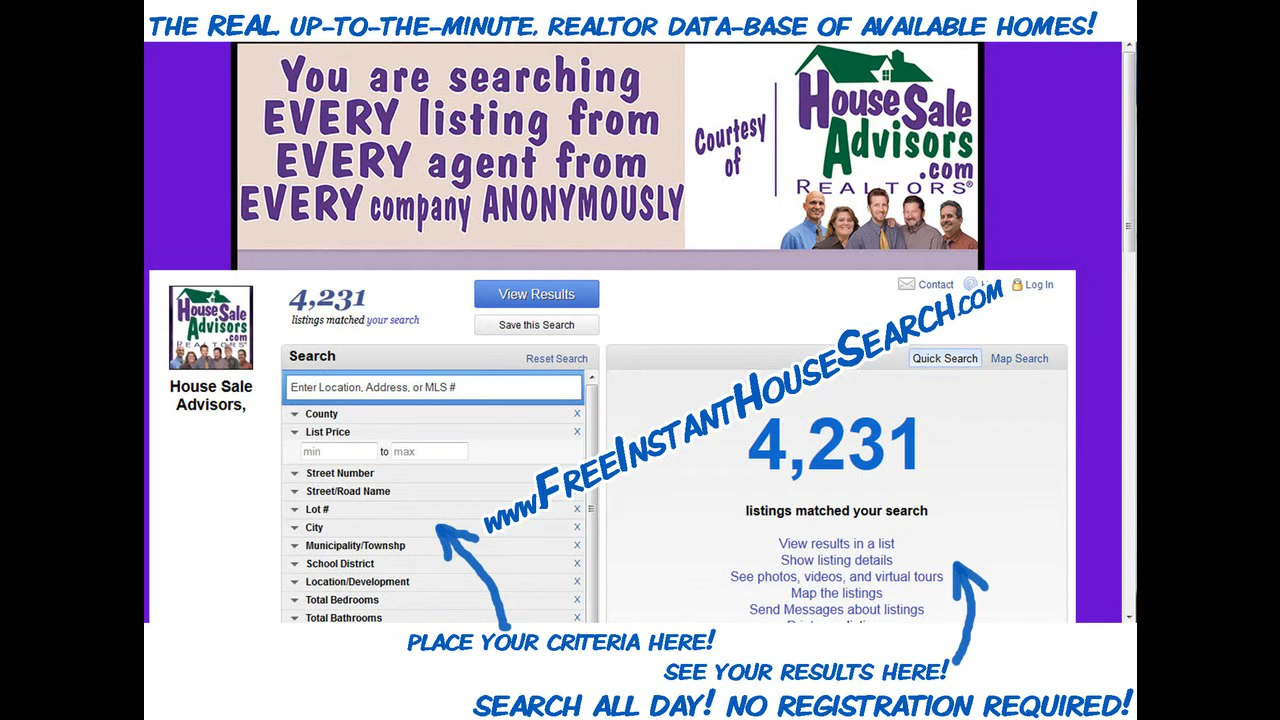 THE REAL, UP-TO-THE-MINUTE, REALTOR DATA-BASE OF AVAILABLE HOMES!
You are searching
EVERY listing from
EVERY agent from
EVERY company ANONYMOUSLY
Courtesy
of
HouseSale
Advisors
.com
REALTORS®
HouseSale
Advisors
.com
REALTORS
House Sale
Advisors,
4,231
listings matched your search
View Results
Save this Search
Contact
Log In
Search
Reset Search
Quick Search
Map Search
Enter Location, Address, or MLS #
County X
List Price X
min to max
Street Number
Street/Road Name
Lot # X
City X
Municipality/Townshp X
School District X
Location/Development X
Total Bedrooms X
Total Bathrooms X
www.FreeInstantHouseSearch.com
4,231
listings matched your search
View results in a list
Show listing details
See photos, videos, and virtual tours
Map the listings
Send Messages about listings
PLACE YOUR CRITERIA HERE!
SEE YOUR RESULTS HERE!
SEARCH ALL DAY! NO REGISTRATION REQUIRED!